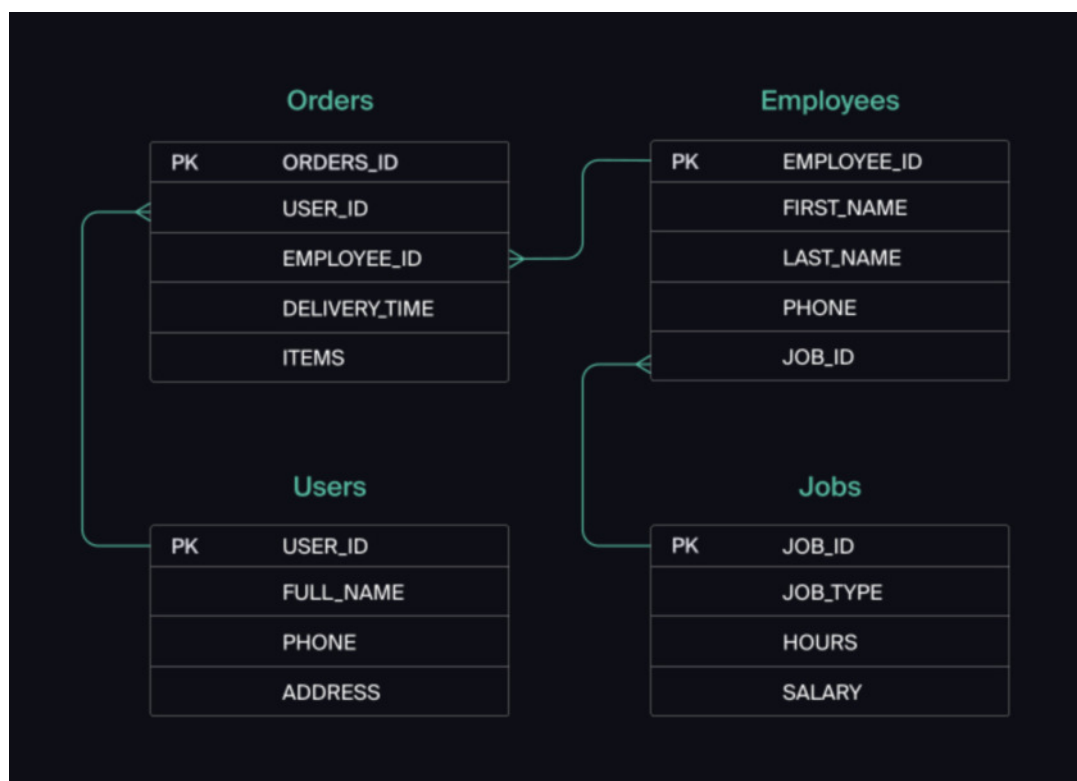 Orders
PK ORDERS_ID
USER_ID
EMPLOYEE_ID
DELIVERY_TIME
ITEMS
Employees
PK EMPLOYEE_ID
FIRST_NAME
LAST_NAME
PHONE
JOB_ID
Users
PK USER_ID
FULL_NAME
PHONE
ADDRESS
Jobs
PK JOB_ID
JOB_TYPE
HOURS
SALARY